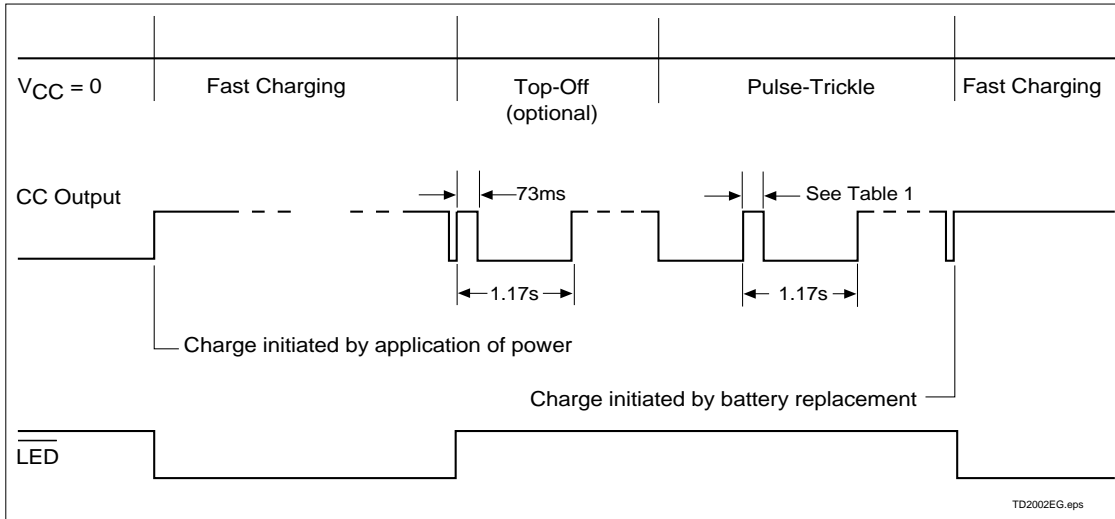 VCC = 0
Fast Charging
Top-Off
(optional)
Pulse-Trickle
Fast Charging
CC Output
73ms
See Table 1
1.17s
1.17s
Charge initiated by application of power
Charge initiated by battery replacement
LED
TD2002EG.eps